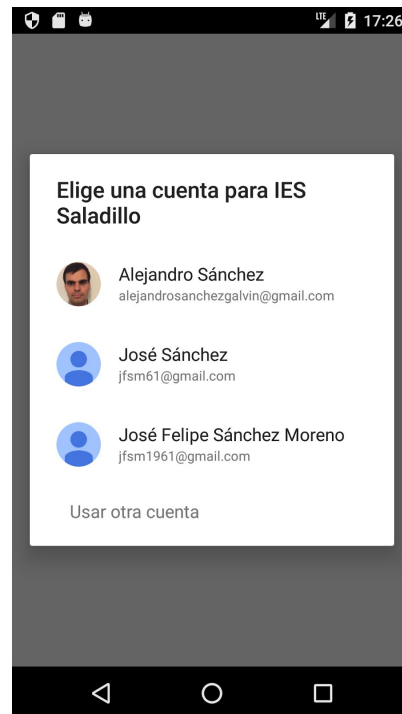 LTE 17:26
Elige una cuenta para IES
Saladillo
Alejandro Sánchez
alejandrosanchezgalvin@gmail.com
José Sánchez
jfsm61@gmail.com
José Felipe Sánchez Moreno
jfsm1961@gmail.com
Usar otra cuenta